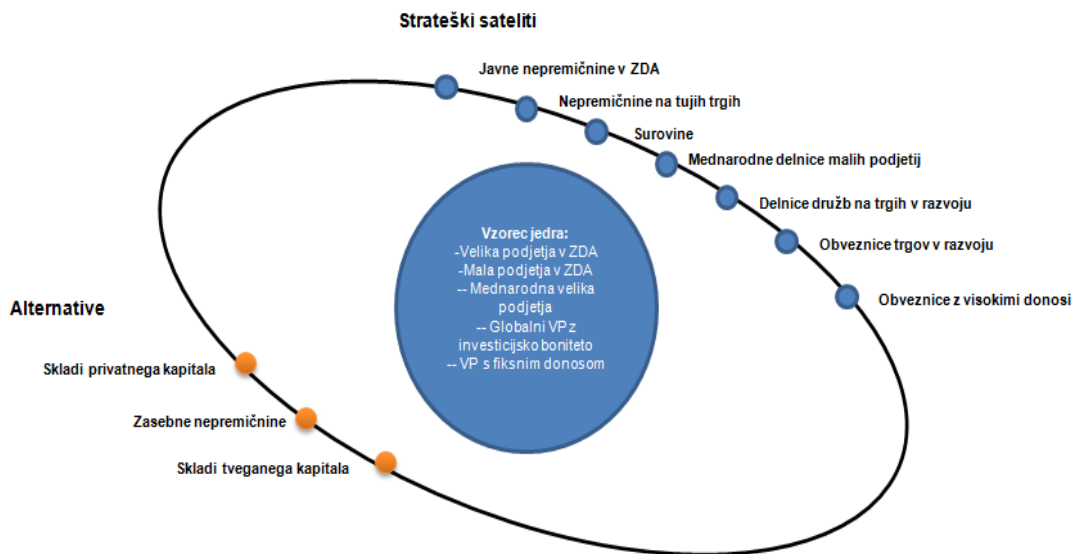 Strateški sateliti
Javne nepremičnine v ZDA
Nepremičnine na tujih trgih
Surovine
Mednarodne delnice malih podjetij
Delnice družb na trgih v razvoju
Obveznice trgov v razvoju
Obveznice z visokimi donosi
Vzorec jedra:
-Velika podjetja v ZDA
-Mala podjetja v ZDA
-- Mednarodna velika
podjetja
-- Globalni VP z
investicijsko boniteto
-- VP s fiksnim donosom
Alternative
Skladi privatnega kapitala
Zasebne nepremičnine
Skladi tveganega kapitala